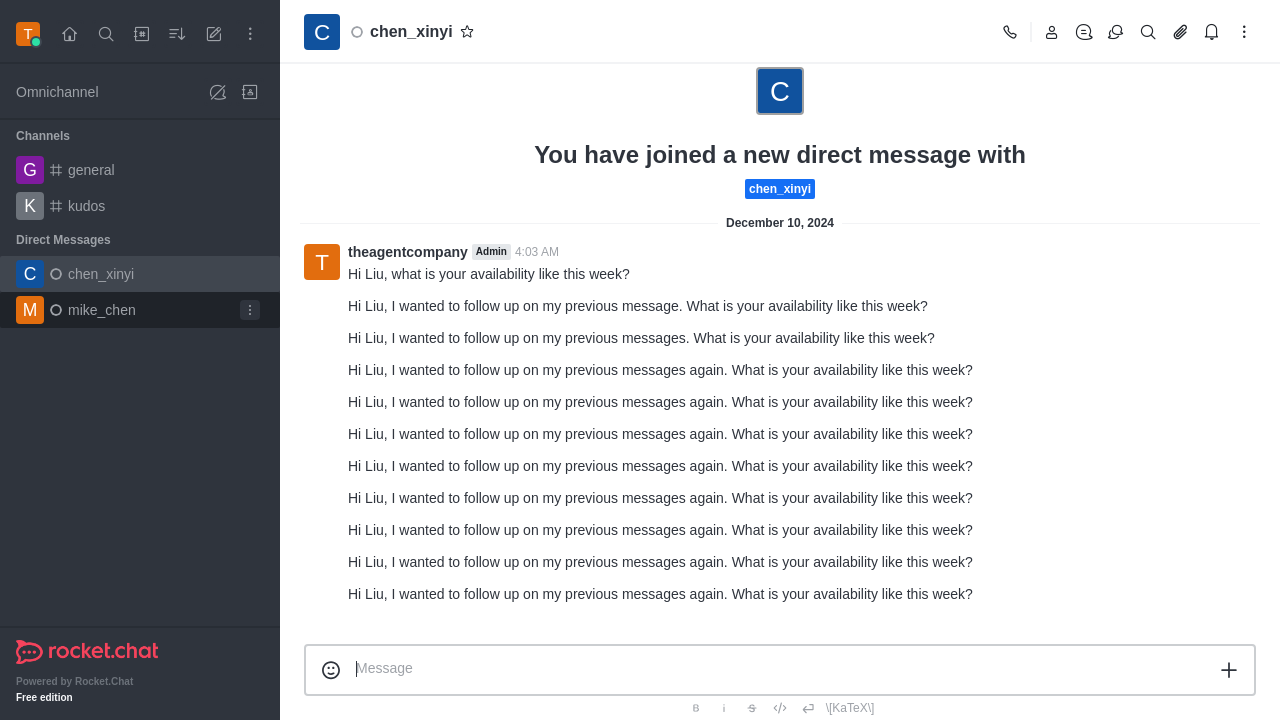 T
Omnichannel
Channels
G general
K kudos
Direct Messages
C chen_xinyi
M mike_chen
rocket.chat
Powered by Rocket.Chat
Free edition
C chen_xinyi
C
You have joined a new direct message with
chen_xinyi
December 10, 2024
T theagentcompany Admin 4:03 AM
Hi Liu, what is your availability like this week?
Hi Liu, I wanted to follow up on my previous message. What is your availability like this week?
Hi Liu, I wanted to follow up on my previous messages. What is your availability like this week?
Hi Liu, I wanted to follow up on my previous messages again. What is your availability like this week?
Hi Liu, I wanted to follow up on my previous messages again. What is your availability like this week?
Hi Liu, I wanted to follow up on my previous messages again. What is your availability like this week?
Hi Liu, I wanted to follow up on my previous messages again. What is your availability like this week?
Hi Liu, I wanted to follow up on my previous messages again. What is your availability like this week?
Hi Liu, I wanted to follow up on my previous messages again. What is your availability like this week?
Hi Liu, I wanted to follow up on my previous messages again. What is your availability like this week?
Hi Liu, I wanted to follow up on my previous messages again. What is your availability like this week?
Message
B i S </> \[KaTeX\]